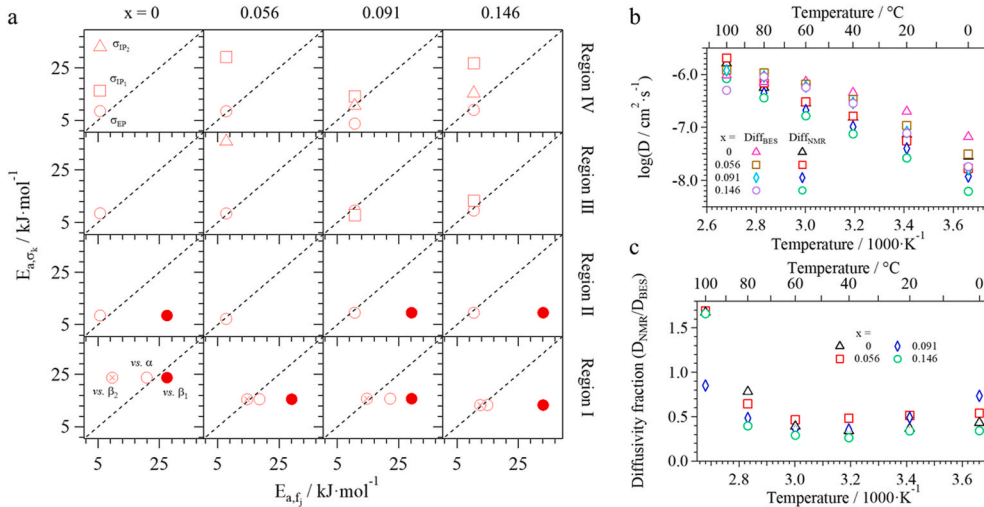 a
x = 0 0.056 0.091 0.146
σIP2
σIP1
σEP
25
5
Region IV
25
5
Region III
25
5
Region II
25
5
vs. α
vs. β2
vs. β1
Region I
5 25 5 25 5 25 5 25
Ea,σk / kJ·mol-1
Ea,fj / kJ·mol-1
b
Temperature / °C
100 80 60 40 20 0
-6.0
-7.0
-8.0
log(D / cm2·s-1)
x = DiffBES DiffNMR
0
0.056
0.091
0.146
2.6 2.8 3.0 3.2 3.4 3.6
Temperature / 1000·K-1
c
Temperature / °C
100 80 60 40 20 0
1.5
1.0
0.5
0.0
Diffusivity fraction (DNMR/DBES)
x =
0 0.091
0.056 0.146
2.8 3.0 3.2 3.4 3.6
Temperature / 1000·K-1